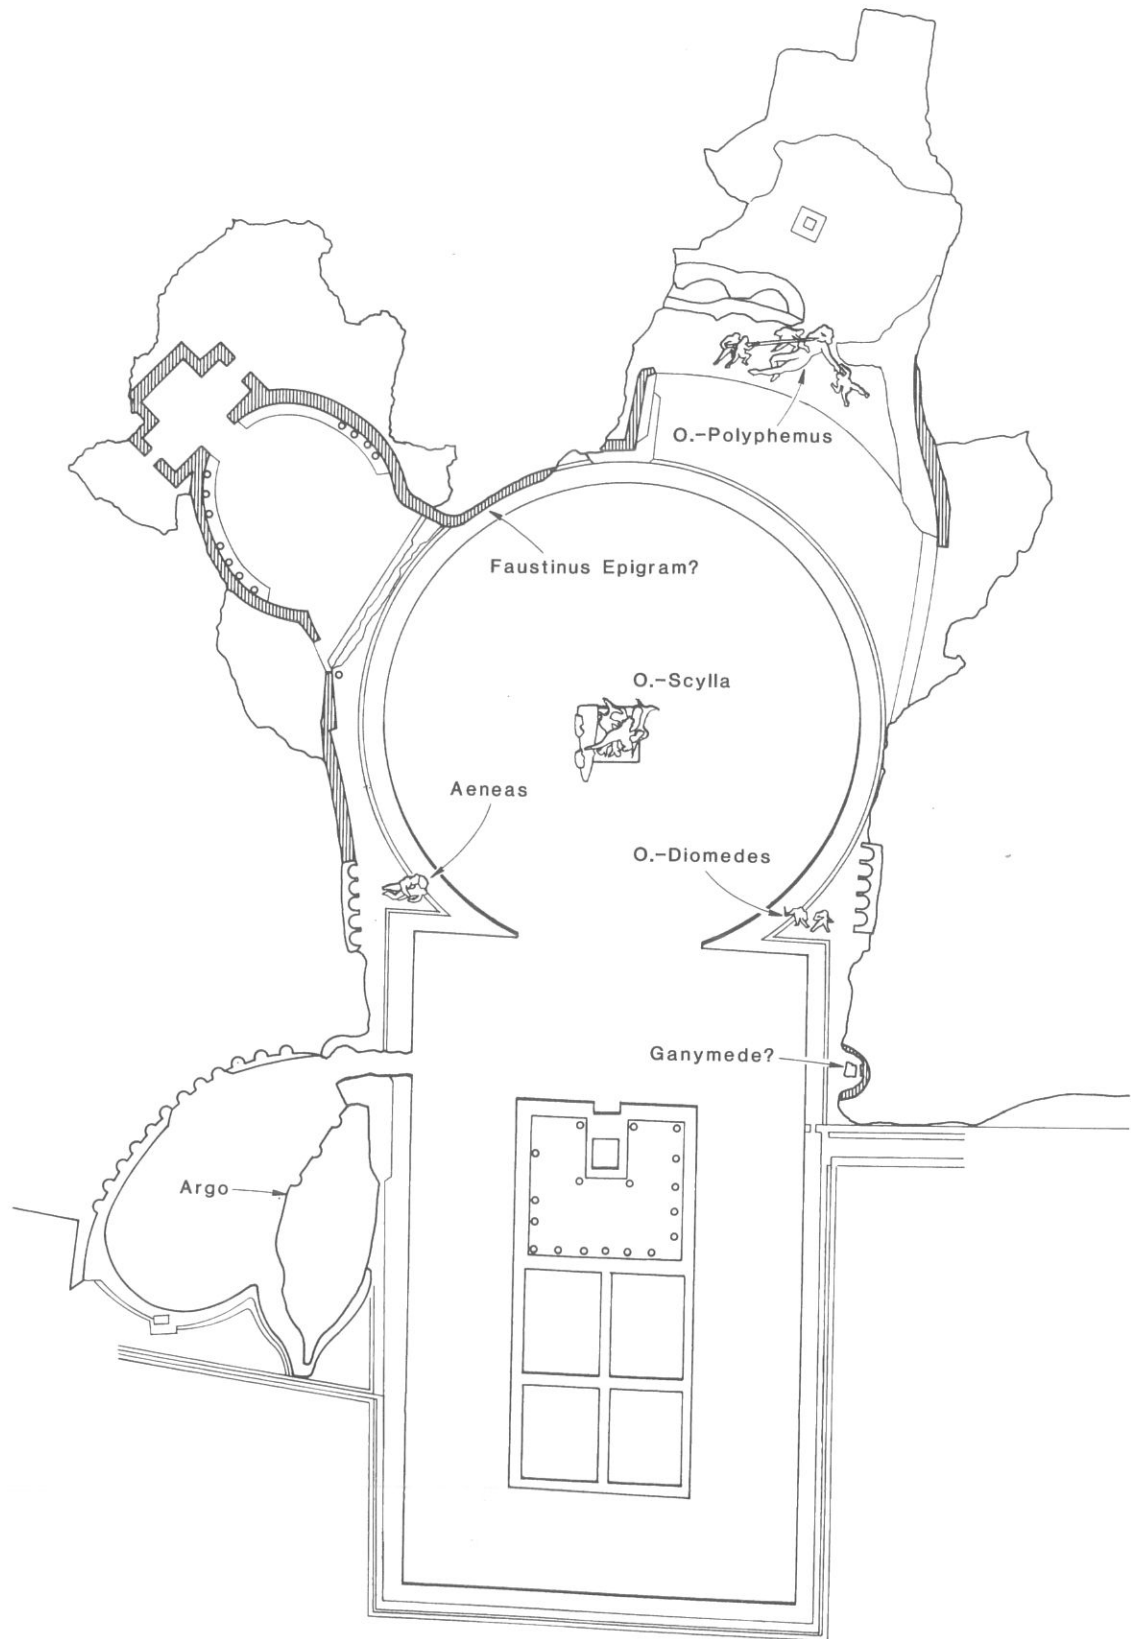 O.-Polyphemus
Faustinus Epigram?
O.-Scylla
Aeneas
O.-Diomedes
Ganymede?
Argo